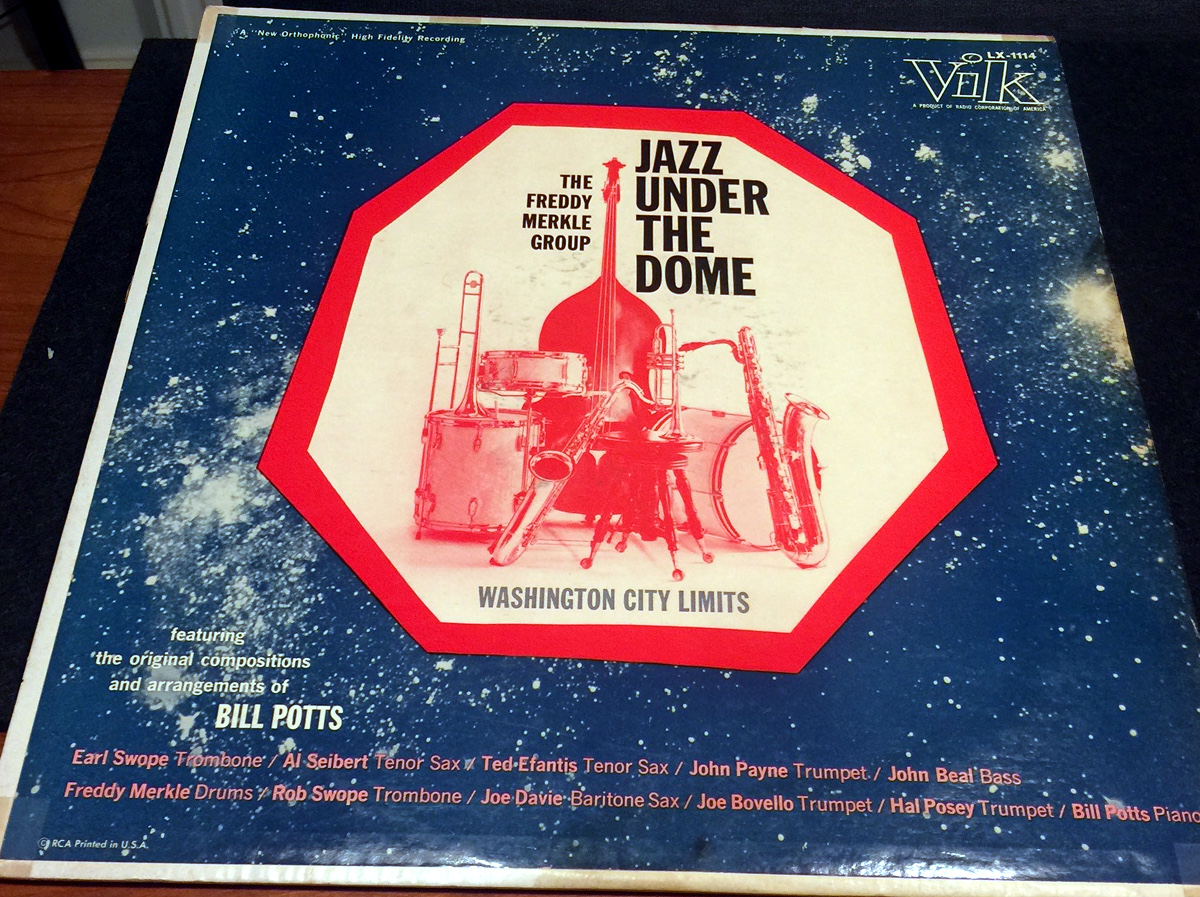 A "New Orthophonic" High Fidelity Recording
LX-1114
Vik
A PRODUCT OF RADIO CORPORATION OF AMERICA
THE
FREDDY
MERKLE
GROUP
JAZZ
UNDER
THE
DOME
WASHINGTON CITY LIMITS
featuring
the original compositions
and arrangements of
BILL POTTS
Earl Swope Trombone / Al Seibert Tenor Sax / Ted Efantis Tenor Sax / John Payne Trumpet / John Beal Bass
Freddy Merkle Drums / Rob Swope Trombone / Joe Davie Baritone Sax / Joe Bovello Trumpet / Hal Posey Trumpet / Bill Potts Piano
© RCA Printed in U.S.A.